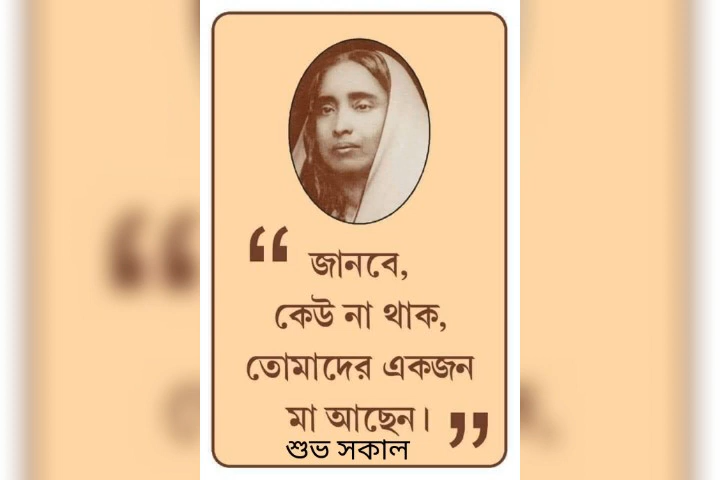 “ জানবে,
কেউ না থাক,
তোমাদের একজন
মা আছেন। ”
শুভ সকাল